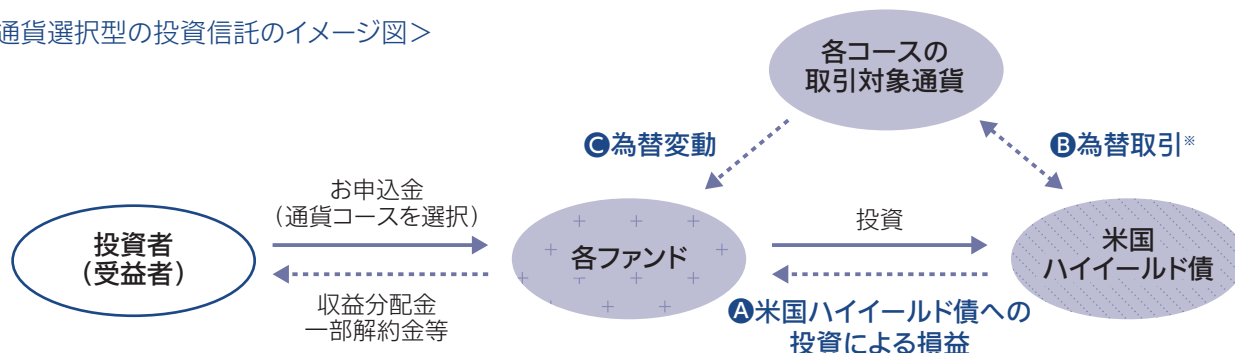 通貨選択型の投資信託のイメージ図>
各コースの
取引対象通貨
Ⓒ為替変動
Ⓑ為替取引※
お申込金
(通貨コースを選択)
投資
投資者
(受益者)
各ファンド
米国
ハイイールド債
収益分配金
一部解約金等
Ⓐ米国ハイイールド債への
投資による損益